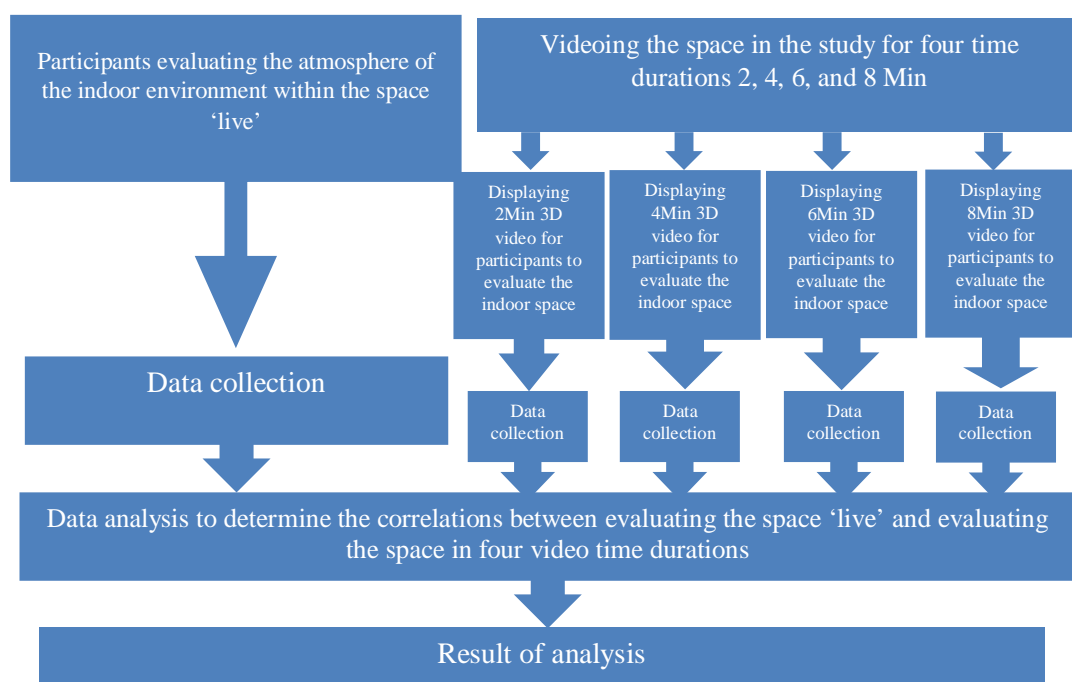 Participants evaluating the atmosphere of
the indoor environment within the space
‘live’
Videoing the space in the study for four time
durations 2, 4, 6, and 8 Min
Displaying
2Min 3D
video for
participants to
evaluate the
indoor space
Displaying
4Min 3D
video for
participants to
evaluate the
indoor space
Displaying
6Min 3D
video for
participants to
evaluate the
indoor space
Displaying
8Min 3D
video for
participants to
evaluate the
indoor space
Data collection
Data
collection
Data
collection
Data
collection
Data
collection
Data analysis to determine the correlations between evaluating the space ‘live’ and evaluating
the space in four video time durations
Result of analysis